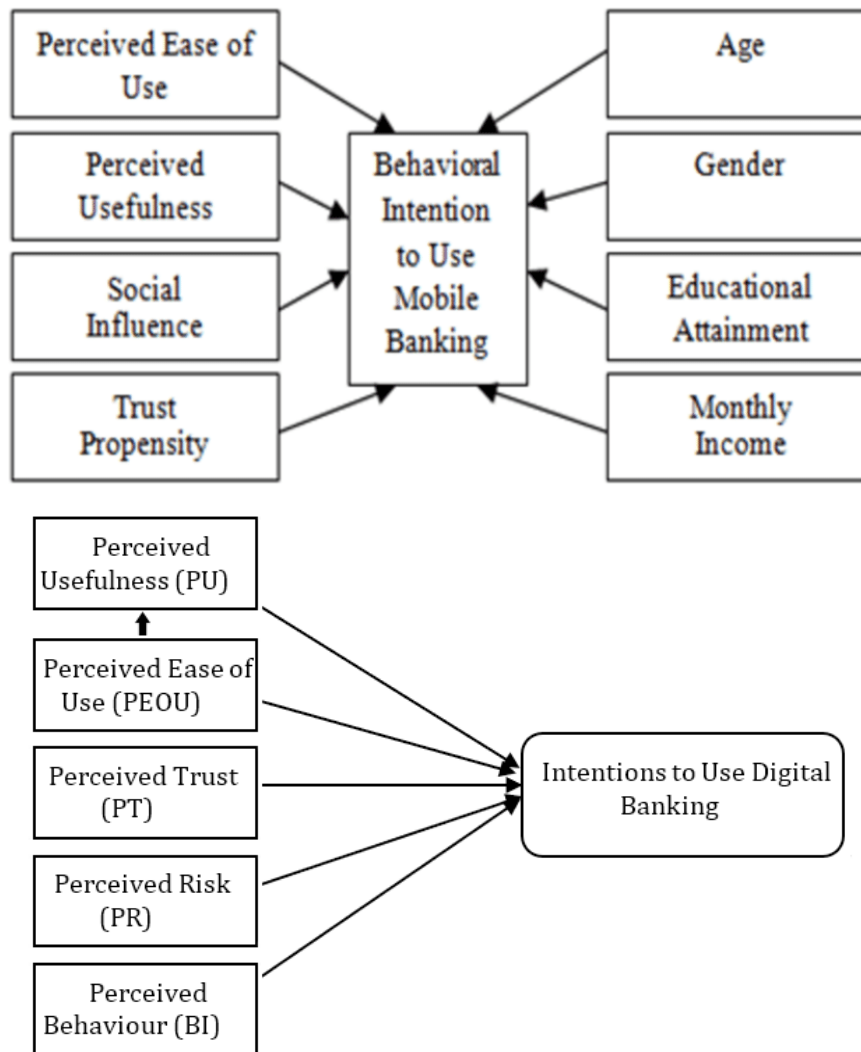 Perceived Ease of
Use
Perceived
Usefulness
Social
Influence
Trust
Propensity
Behavioral
Intention
to Use
Mobile
Banking
Age
Gender
Educational
Attainment
Monthly
Income
Perceived
Usefulness (PU)
Perceived Ease of
Use (PEOU)
Perceived Trust
(PT)
Perceived Risk
(PR)
Perceived
Behaviour (BI)
Intentions to Use Digital
Banking